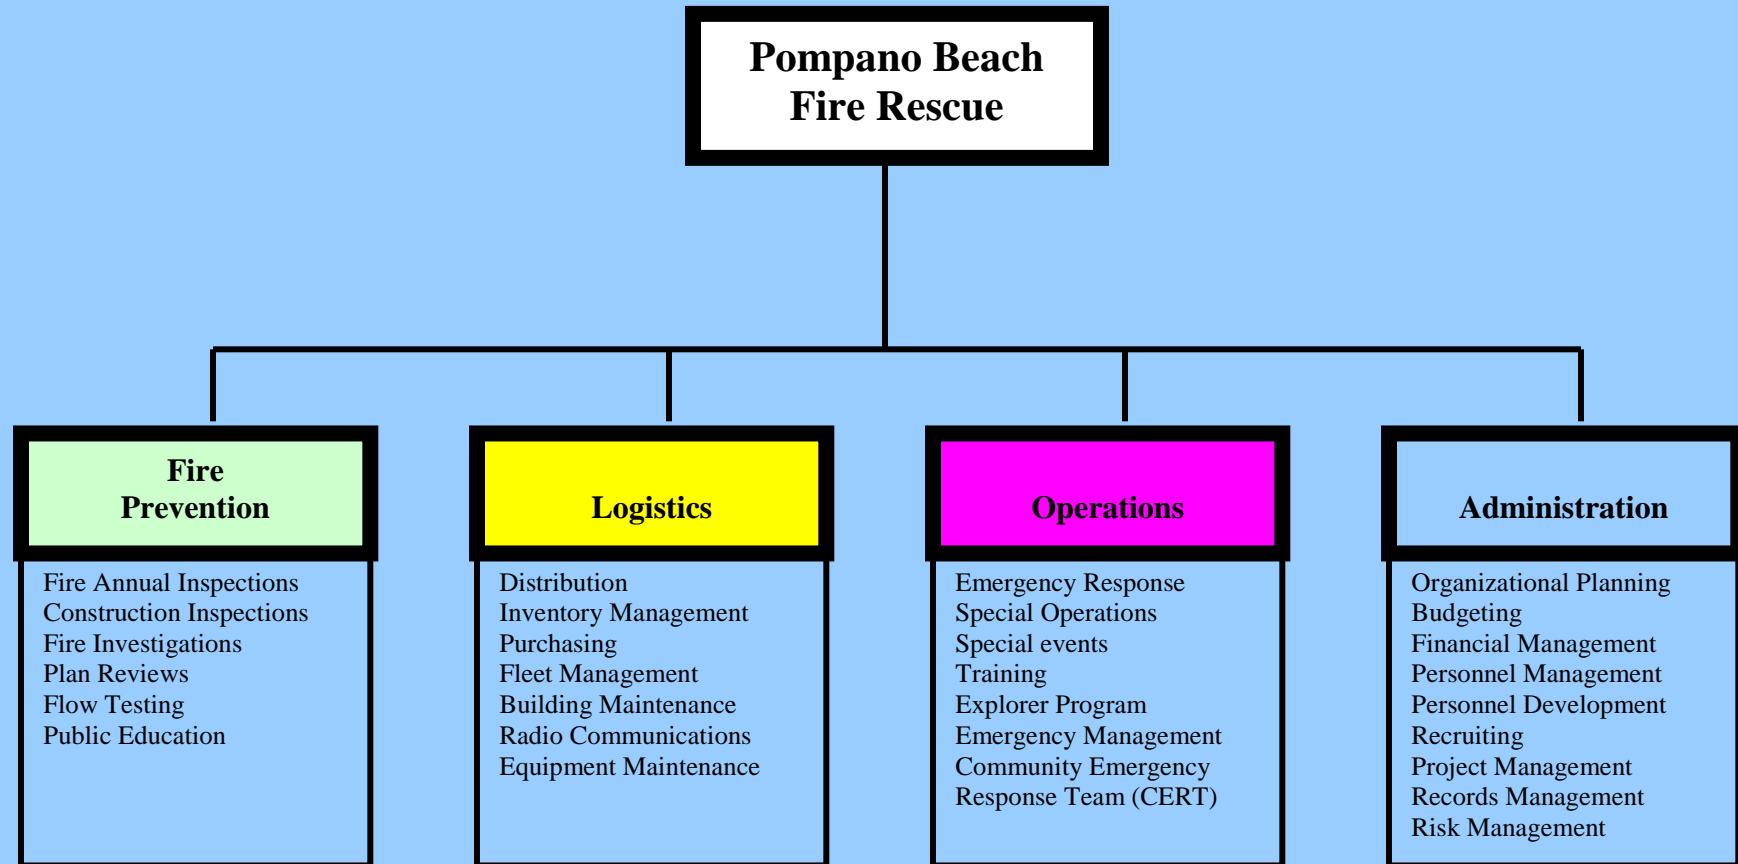 Pompano Beach
Fire Rescue
Fire
Prevention
Fire Annual Inspections
Construction Inspections
Fire Investigations
Plan Reviews
Flow Testing
Public Education
Logistics
Distribution
Inventory Management
Purchasing
Fleet Management
Building Maintenance
Radio Communications
Equipment Maintenance
Operations
Emergency Response
Special Operations
Special events
Training
Explorer Program
Emergency Management
Community Emergency
Response Team (CERT)
Administration
Organizational Planning
Budgeting
Financial Management
Personnel Management
Personnel Development
Recruiting
Project Management
Records Management
Risk Management